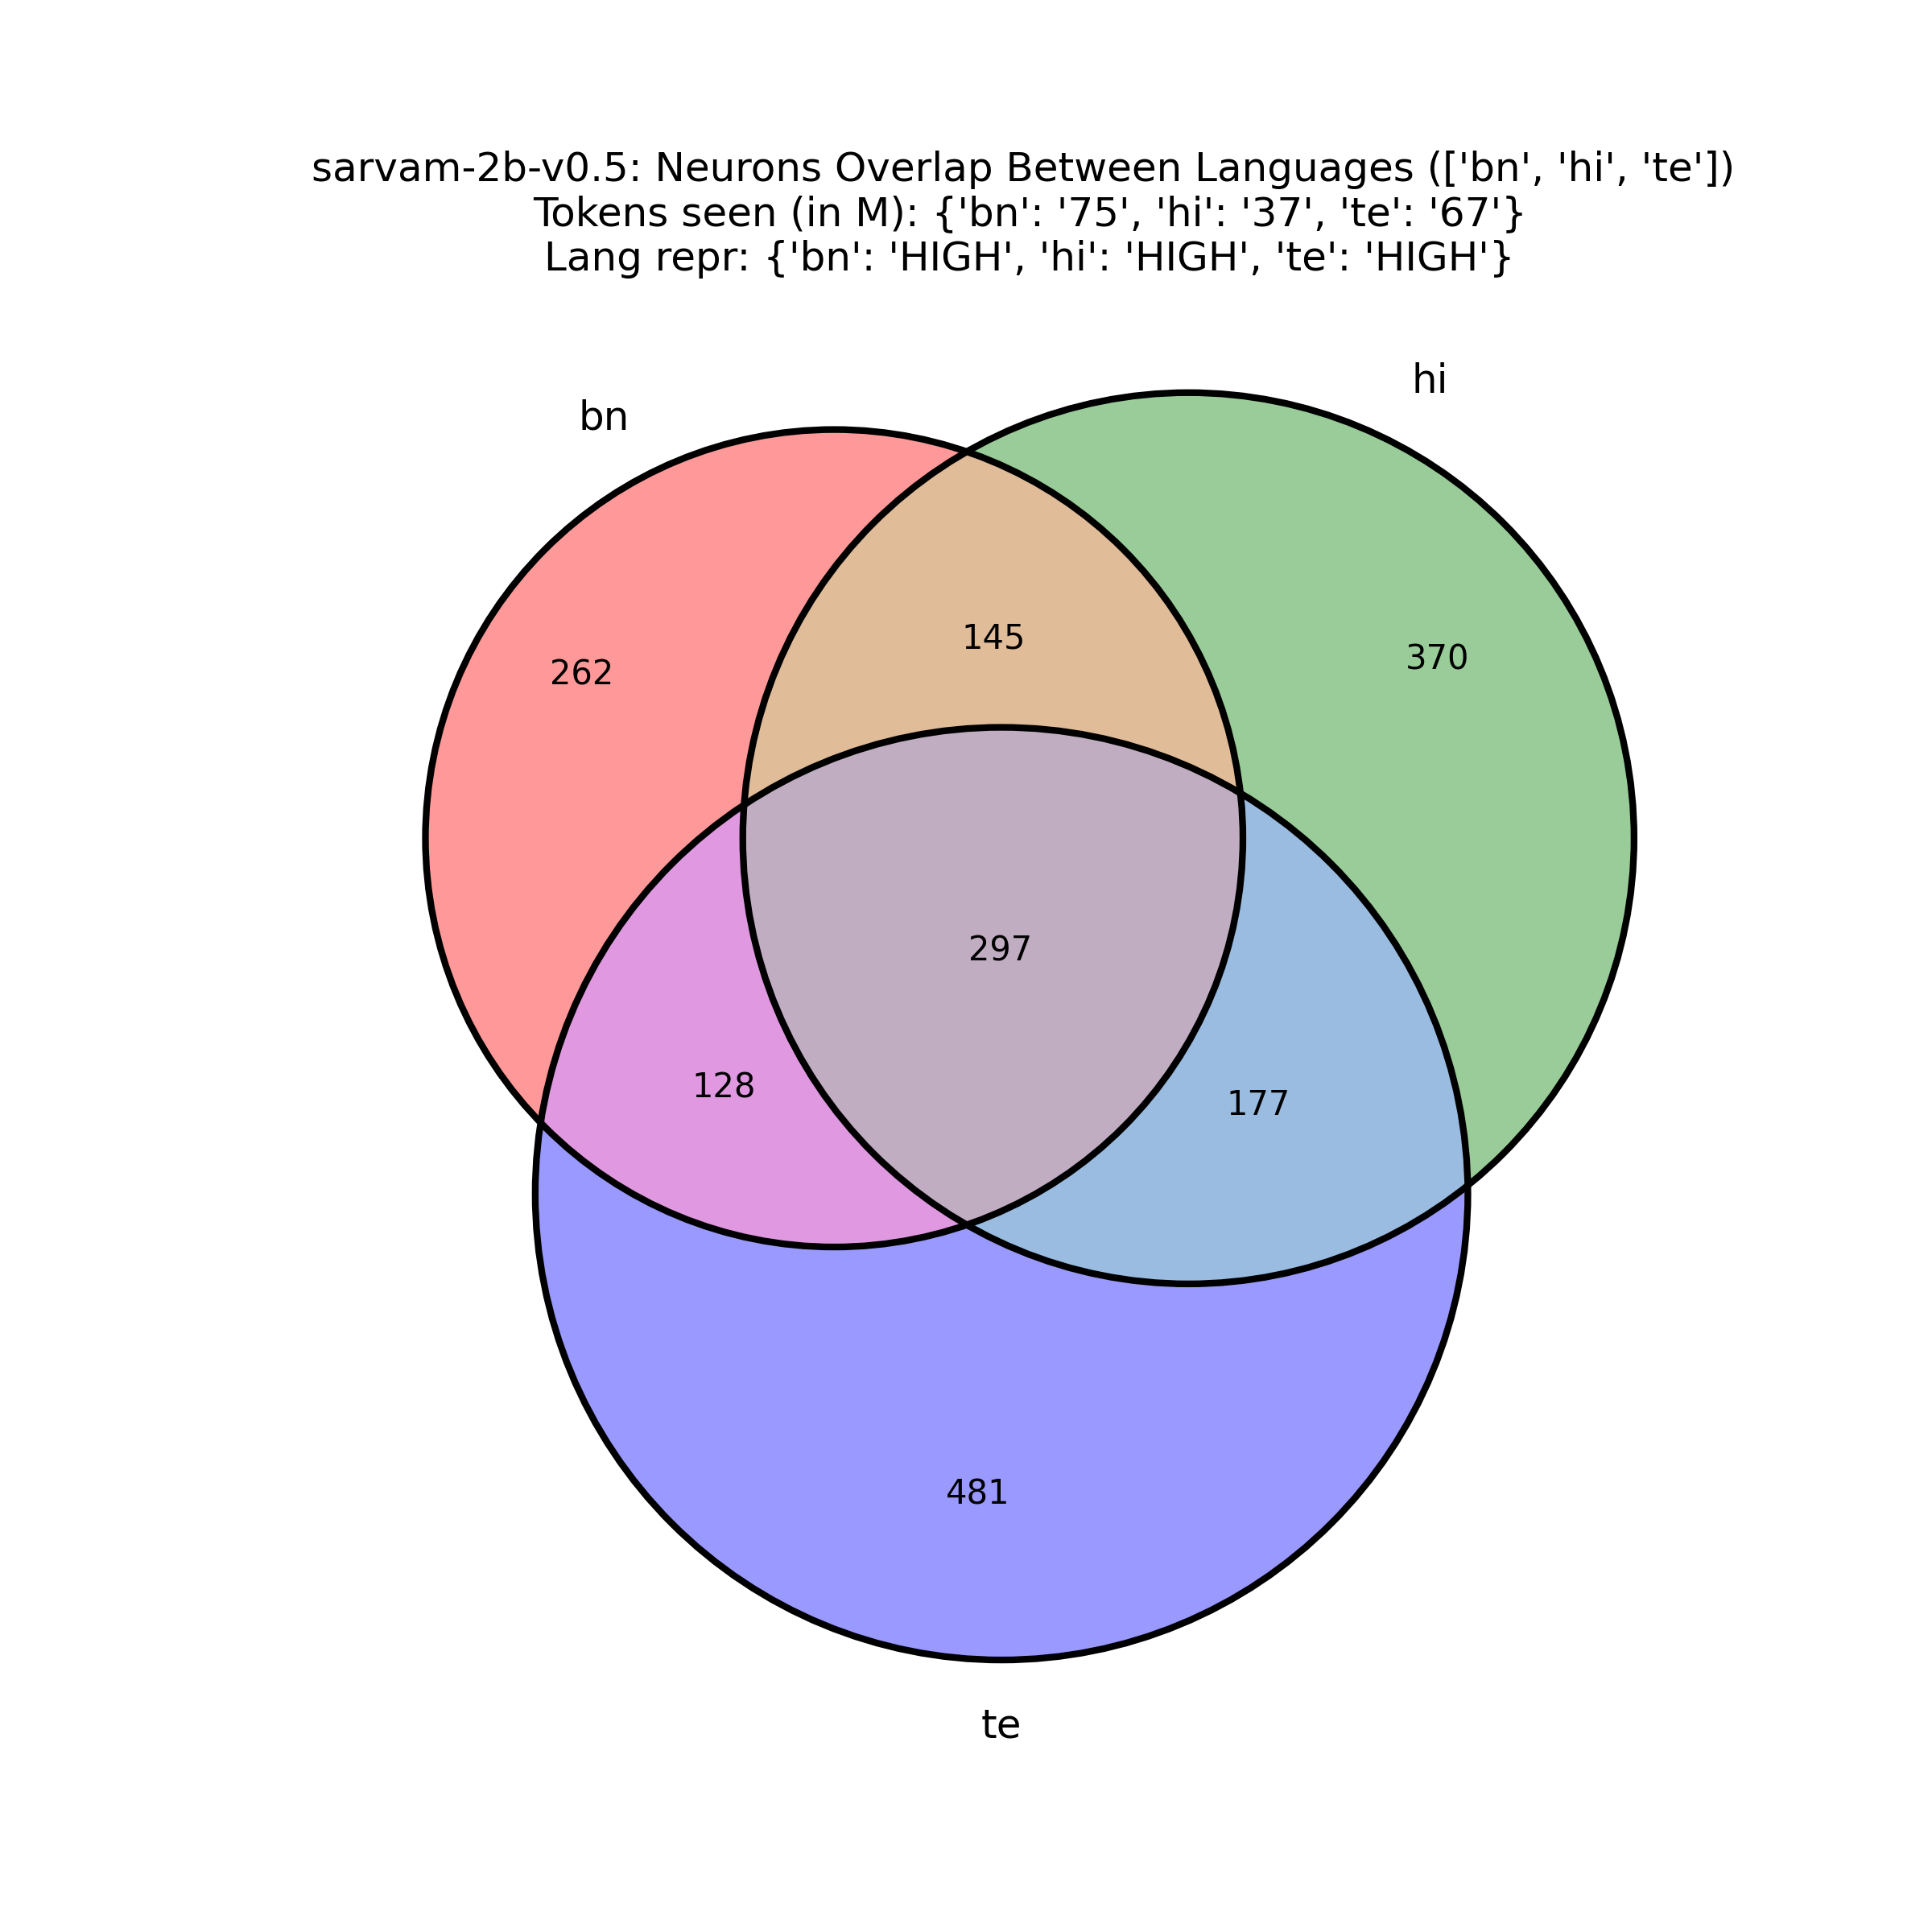 sarvam-2b-v0.5: Neurons Overlap Between Languages (['bn', 'hi', 'te'])
Tokens seen (in M): {'bn': '75', 'hi': '37', 'te': '67'}
Lang repr: {'bn': 'HIGH', 'hi': 'HIGH', 'te': 'HIGH'}
hi
bn
145
370
262
297
128
177
481
te